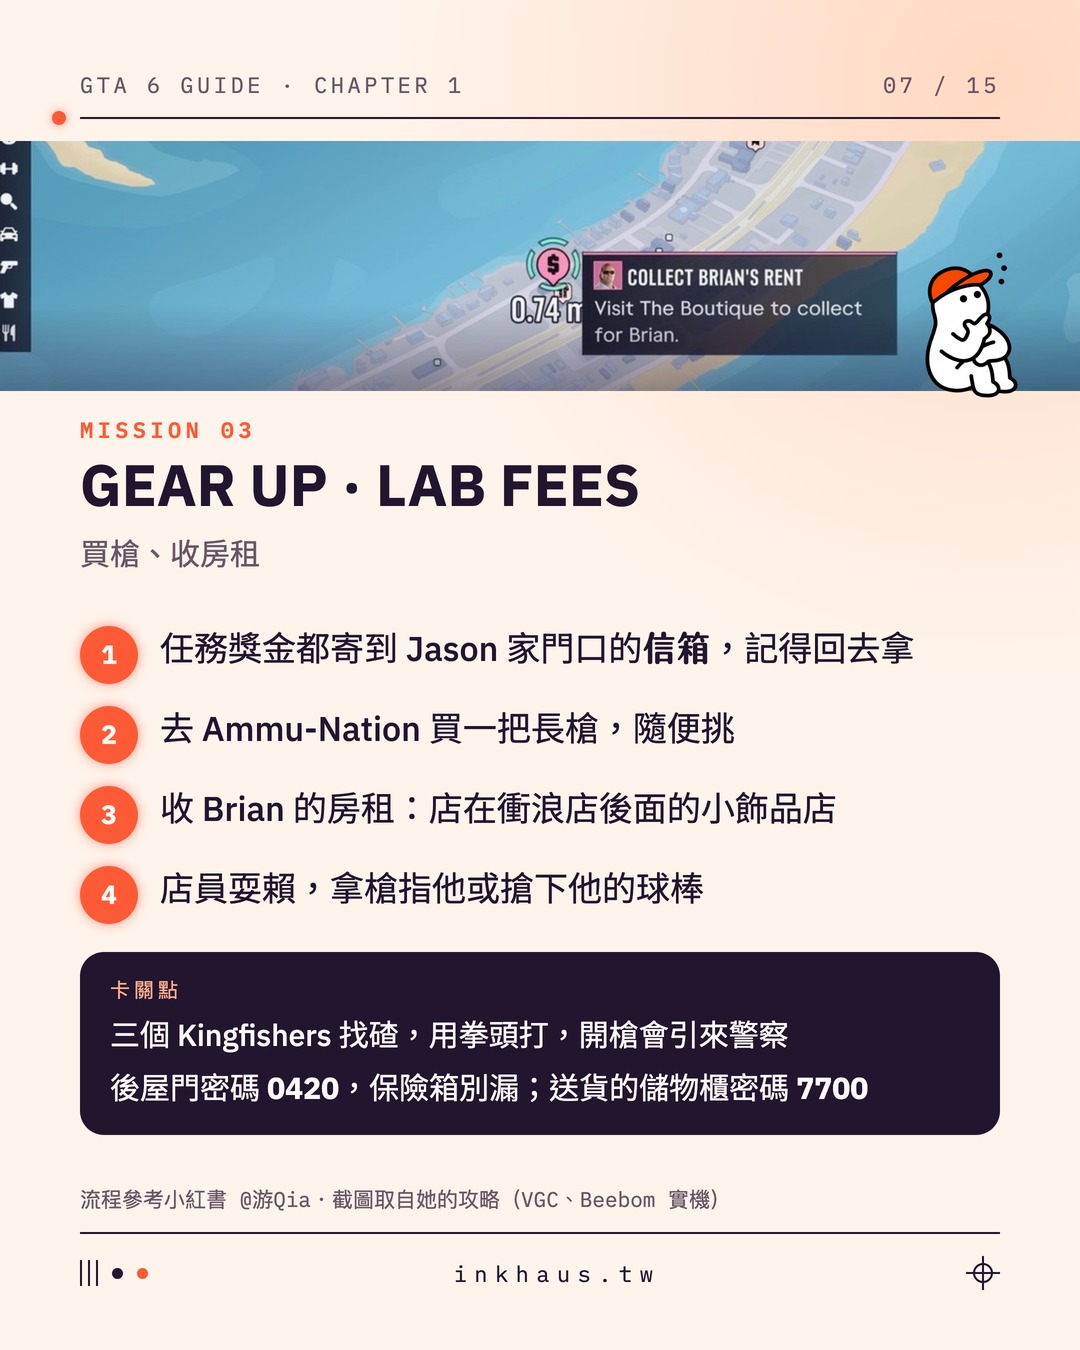 GTA 6 GUIDE · CHAPTER 1
07 / 15
COLLECT BRIAN'S RENT
0.74 m
Visit The Boutique to collect
for Brian.
MISSION 03
GEAR UP · LAB FEES
買槍、收房租
1 任務獎金都寄到 Jason 家門口的信箱，記得回去拿
2 去 Ammu-Nation 買一把長槍，隨便挑
3 收 Brian 的房租：店在衝浪店後面的小飾品店
4 店員耍賴，拿槍指他或搶下他的球棒
卡關點
三個 Kingfishers 找碴，用拳頭打，開槍會引來警察
後屋門密碼 0420，保險箱別漏；送貨的儲物櫃密碼 7700
流程參考小紅書 @游Qia · 截圖取自她的攻略（VGC、Beebom 實機）
inkhaus.tw